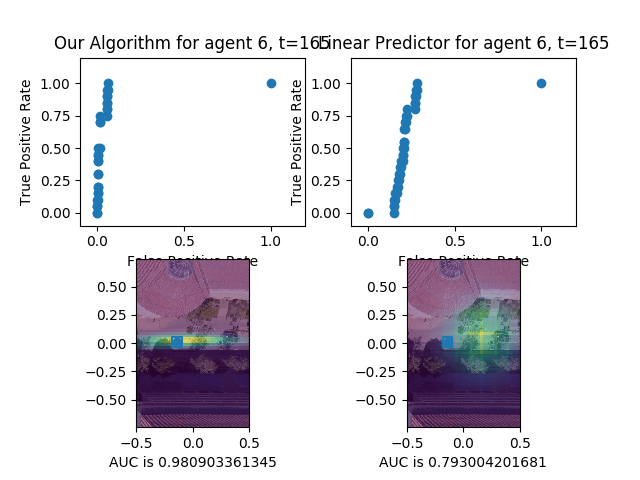 Our Algorithm for agent 6, t=165
Linear Predictor for agent 6, t=165
True Positive Rate
1.00
0.75
0.50
0.25
0.00
0.0 0.5 1.0
False Positive Rate
True Positive Rate
1.00
0.75
0.50
0.25
0.00
0.0 0.5 1.0
False Positive Rate
0.50
0.25
0.00
−0.25
−0.50
−0.5 0.0 0.5
AUC is 0.980903361345
0.50
0.25
0.00
−0.25
−0.50
−0.5 0.0 0.5
AUC is 0.793004201681